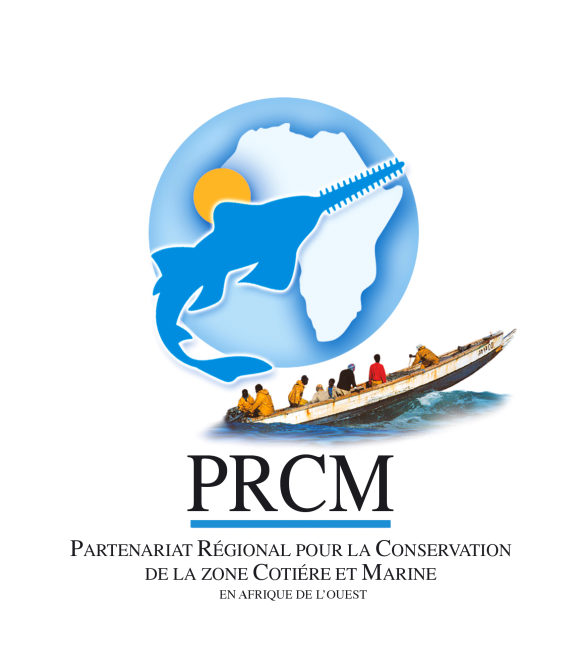 PRCM
PARTENARIAT RÉGIONAL POUR LA CONSERVATION
DE LA ZONE COTIÉRE ET MARINE
EN AFRIQUE DE L'OUEST